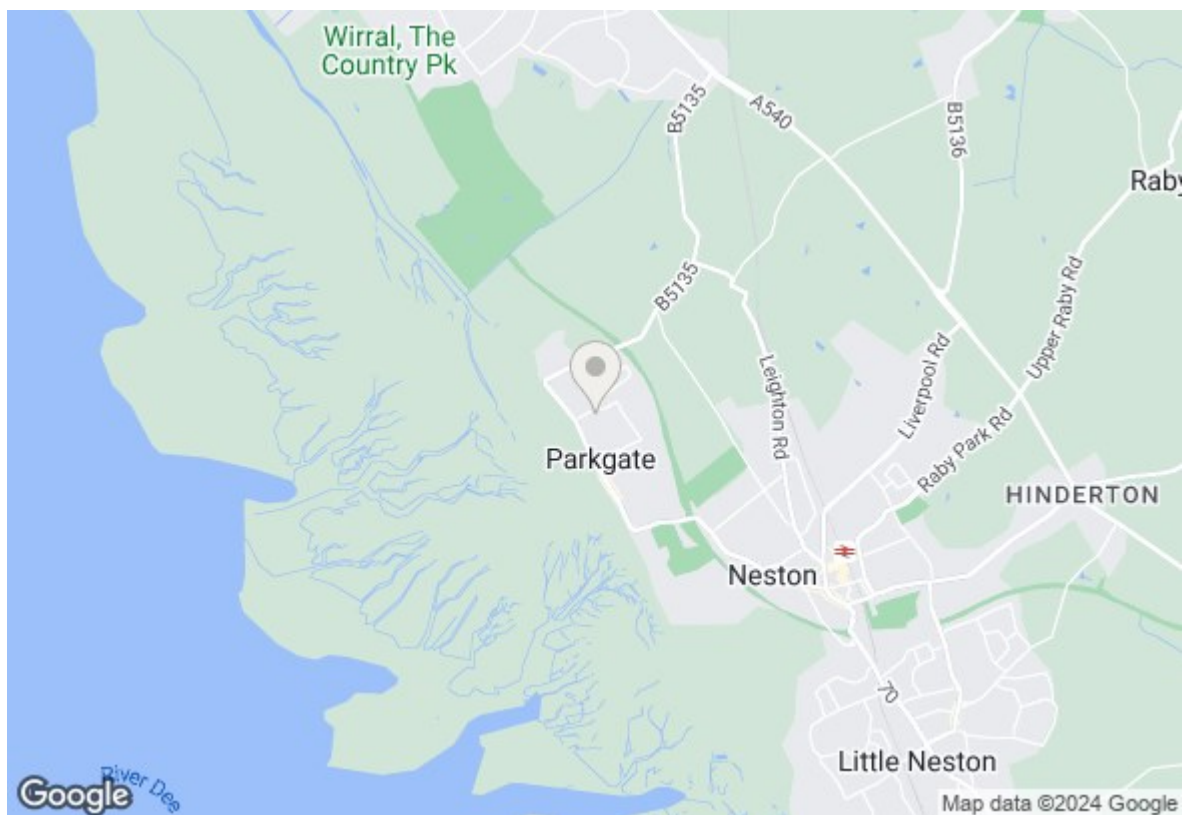 Wirral, The
Country Pk
B5135
A540
B5136
Raby
B5135
Upper Raby Rd
Leighton Rd
Liverpool Rd
Raby Park Rd
Parkgate
HINDERTON
Neston
70
Little Neston
River Dee
Google
Map data ©2024 Google